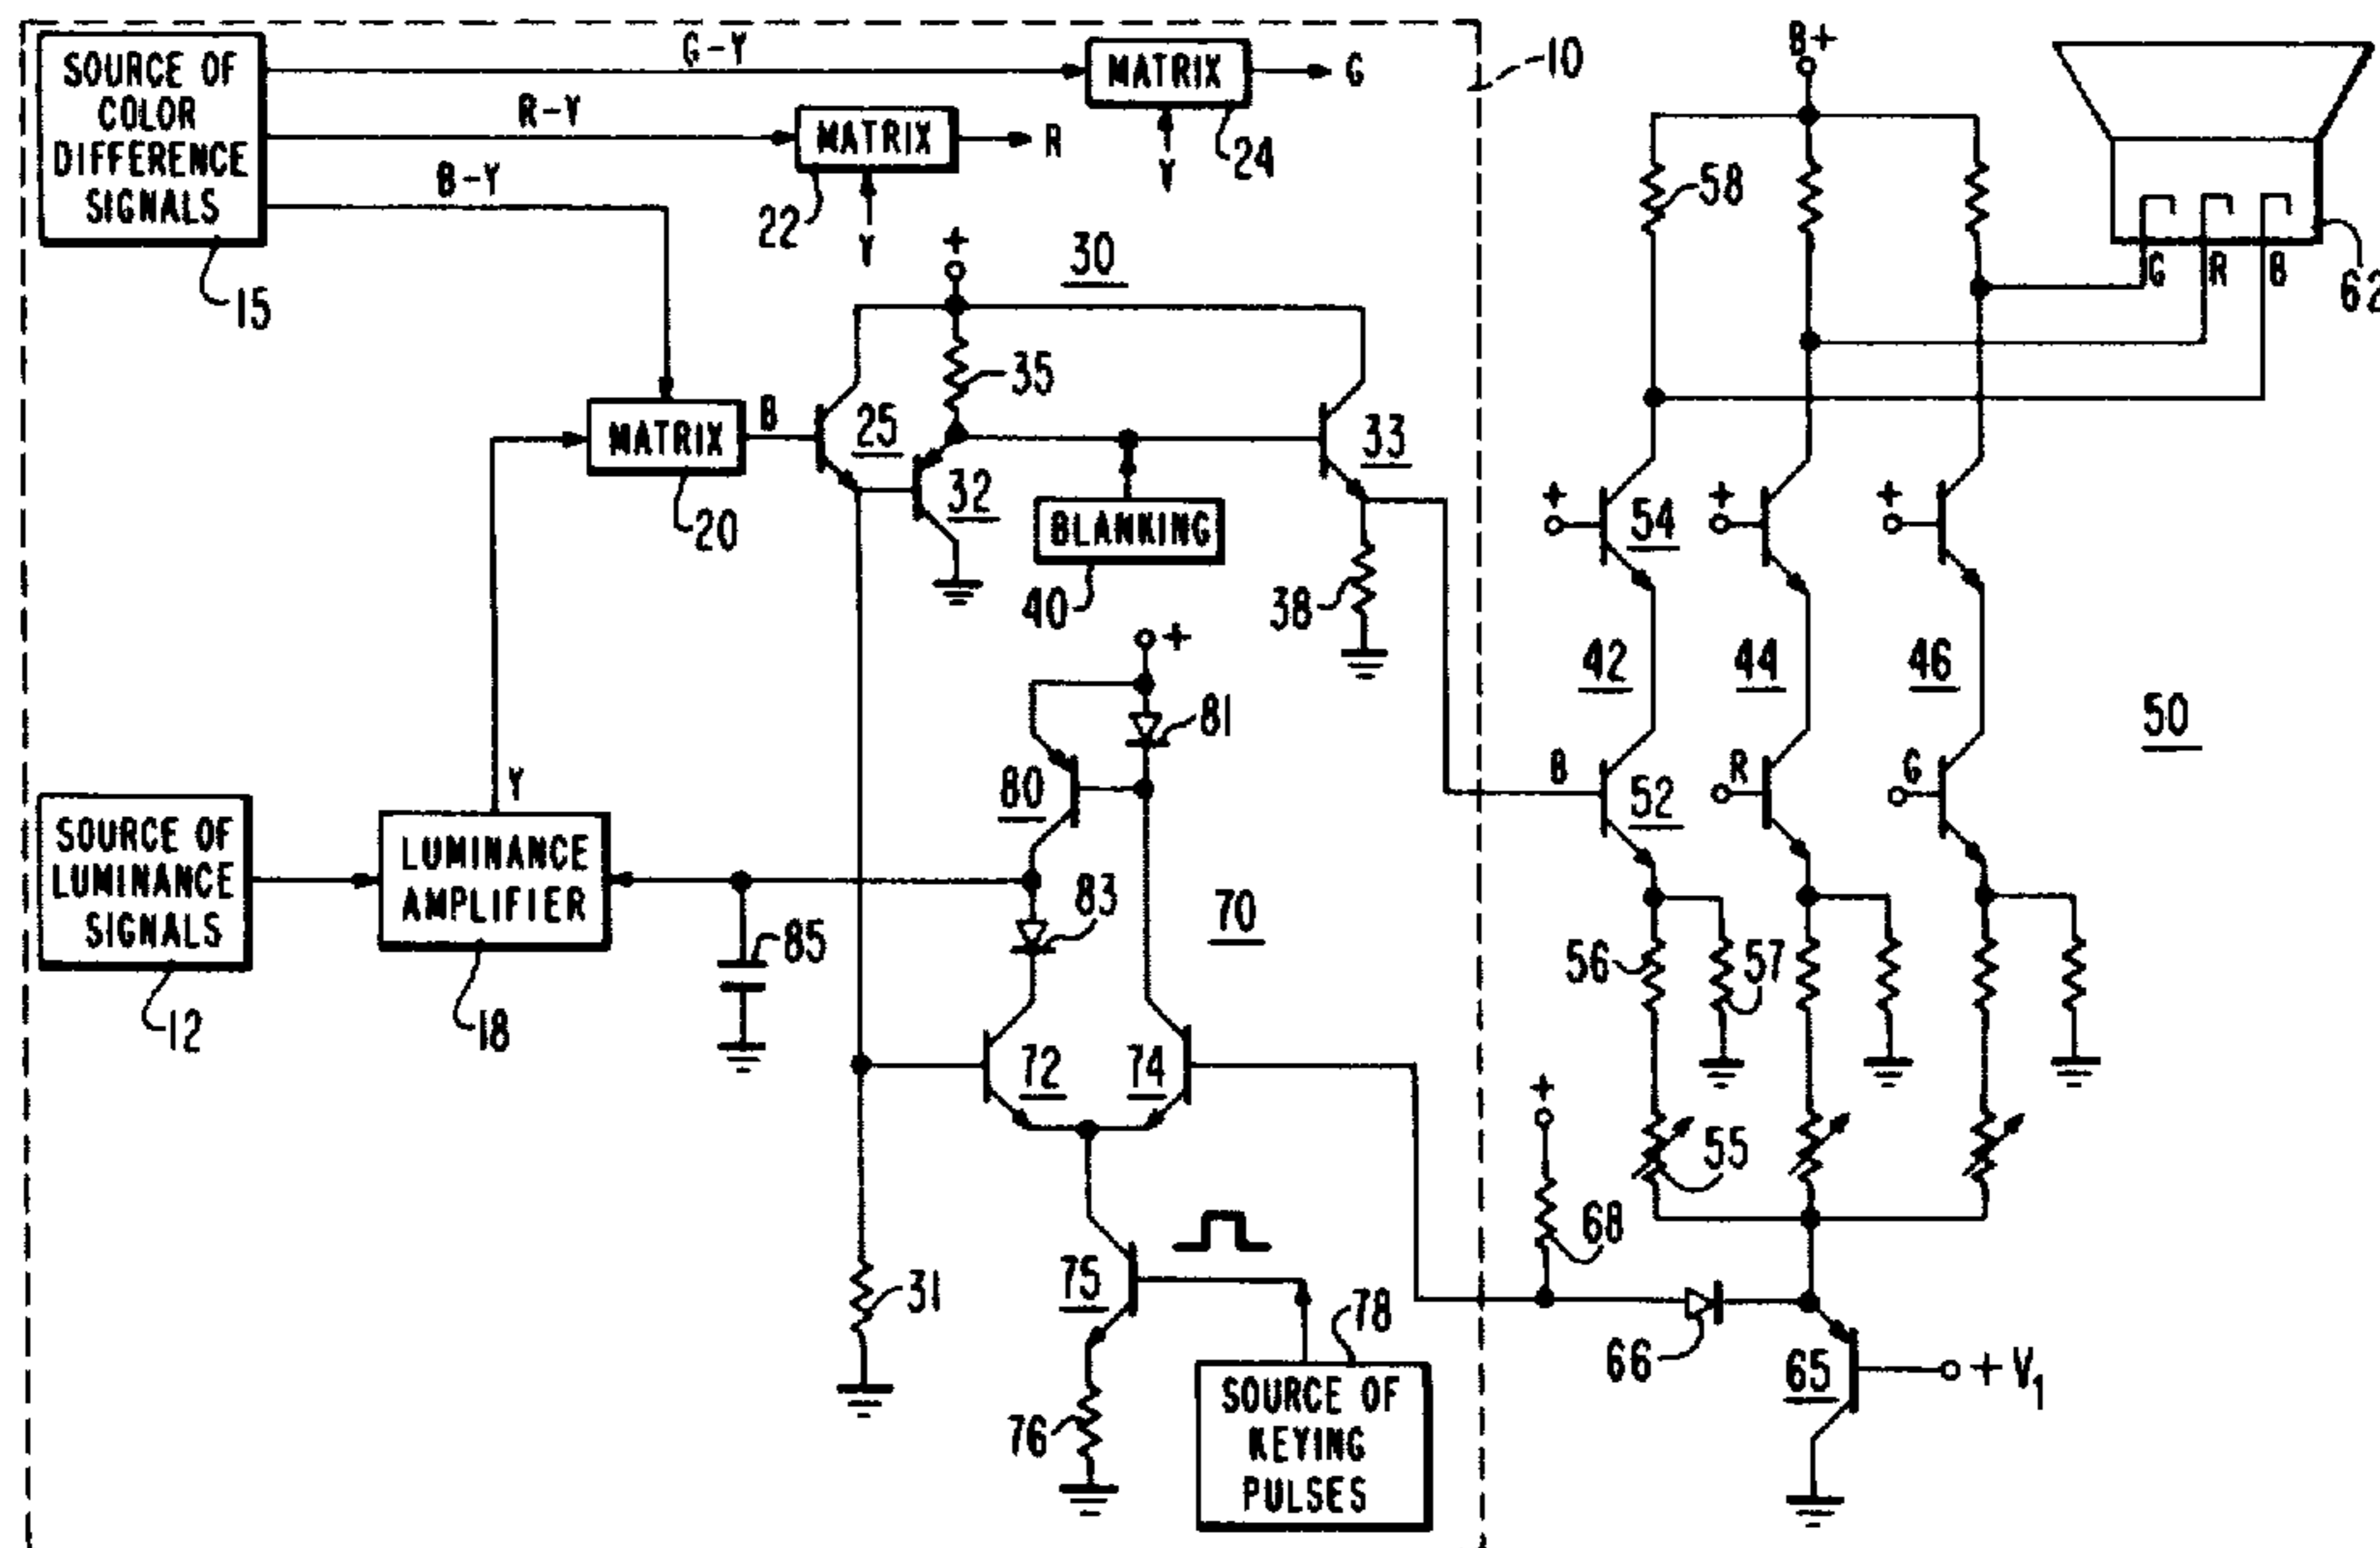 SOURCE OF
COLOR
DIFFERENCE
SIGNALS
15
G-Y
R-Y
B-Y
MATRIX
G
24
Y
MATRIX
R
22
Y
10
B+
58
G
R
B
62
+
30
35
MATRIX
20
B
25
32
33
BLANKING
40
38
+
54
+
+
42
44
46
50
B
52
R
G
Y
SOURCE OF
LUMINANCE
SIGNALS
12
LUMINANCE
AMPLIFIER
18
85
+
81
80
83
70
72
74
56
57
55
+
68
31
75
76
78
SOURCE OF
KEYING
PULSES
66
65
+ V1